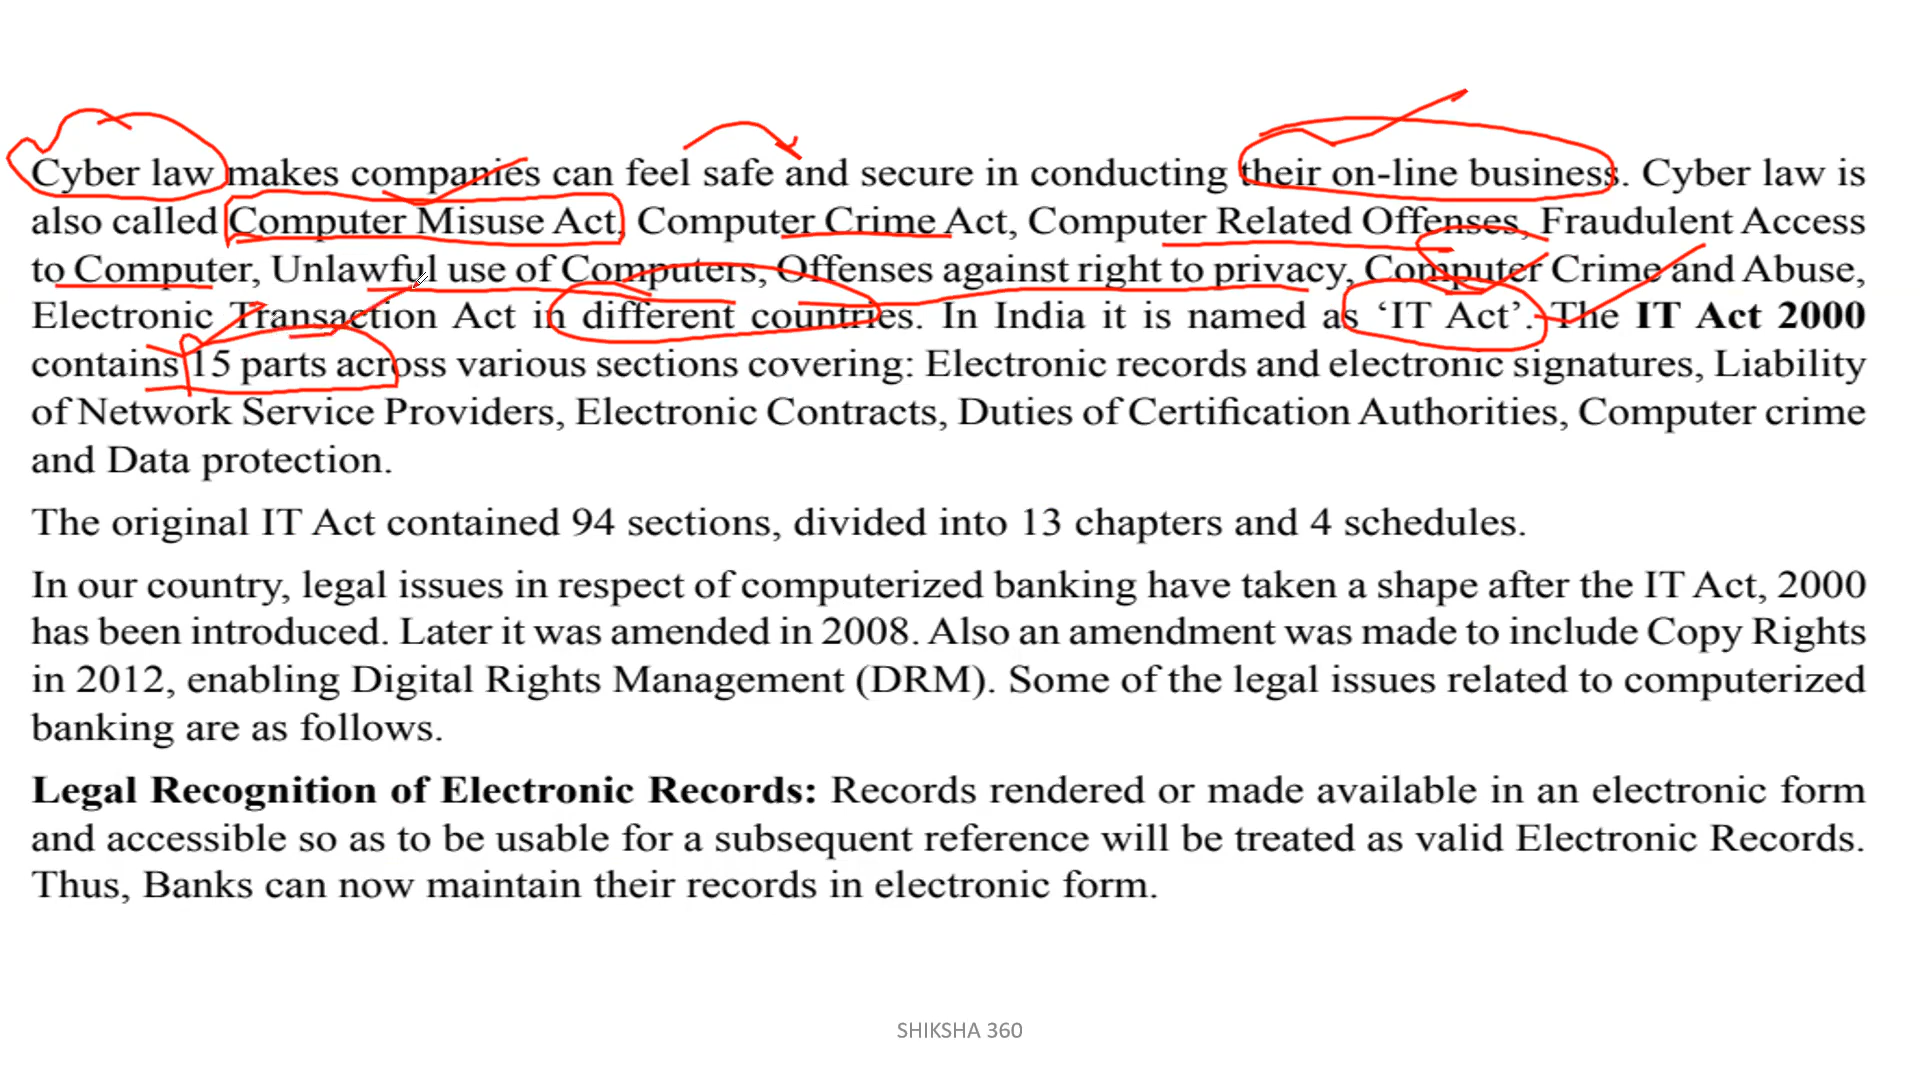 Cyber law makes companies can feel safe and secure in conducting their on-line business. Cyber law is
also called Computer Misuse Act, Computer Crime Act, Computer Related Offenses, Fraudulent Access
to Computer, Unlawful use of Computers, Offenses against right to privacy, Computer Crime and Abuse,
Electronic Transaction Act in different countries. In India it is named as ‘IT Act’. The IT Act 2000
contains 15 parts across various sections covering: Electronic records and electronic signatures, Liability
of Network Service Providers, Electronic Contracts, Duties of Certification Authorities, Computer crime
and Data protection.
The original IT Act contained 94 sections, divided into 13 chapters and 4 schedules.
In our country, legal issues in respect of computerized banking have taken a shape after the IT Act, 2000
has been introduced. Later it was amended in 2008. Also an amendment was made to include Copy Rights
in 2012, enabling Digital Rights Management (DRM). Some of the legal issues related to computerized
banking are as follows.
Legal Recognition of Electronic Records: Records rendered or made available in an electronic form
and accessible so as to be usable for a subsequent reference will be treated as valid Electronic Records.
Thus, Banks can now maintain their records in electronic form.
SHIKSHA 360